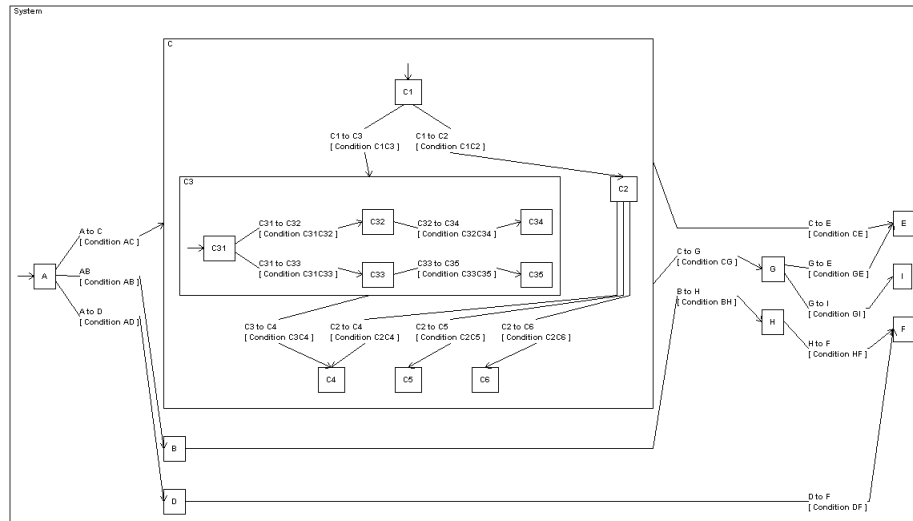 System
C
C1
C1 to C3
[ Condition C1C3 ]
C1 to C2
[ Condition C1C2 ]
C3
C2
C31
C31 to C32
[ Condition C31C32 ]
C32
C32 to C34
[ Condition C32C34 ]
C34
C31 to C33
[ Condition C31C33 ]
C33
C33 to C35
[ Condition C33C35 ]
C35
C3 to C4
[ Condition C3C4 ]
C2 to C4
[ Condition C2C4 ]
C2 to C5
[ Condition C2C5 ]
C2 to C6
[ Condition C2C6 ]
C4
C5
C6
A
A to C
[ Condition AC ]
AB
[ Condition AB ]
A to D
[ Condition AD ]
B
D
C to E
[ Condition CE ]
E
C to G
[ Condition CG ]
G
G to E
[ Condition GE ]
I
G to I
[ Condition GI ]
B to H
[ Condition BH ]
H
H to F
[ Condition HF ]
F
D to F
[ Condition DF ]